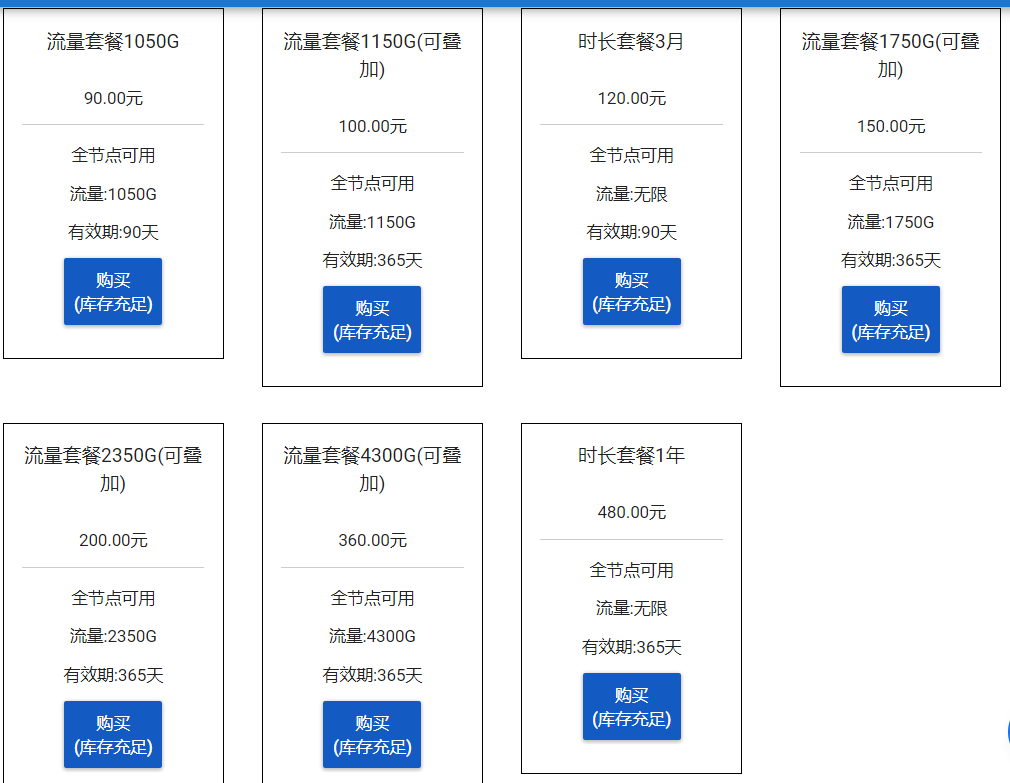 流量套餐1050G
90.00元
全节点可用
流量:1050G
有效期:90天
购买
(库存充足)
流量套餐1150G(可叠
加)
100.00元
全节点可用
流量:1150G
有效期:365天
购买
(库存充足)
时长套餐3月
120.00元
全节点可用
流量:无限
有效期:90天
购买
(库存充足)
流量套餐1750G(可叠
加)
150.00元
全节点可用
流量:1750G
有效期:365天
购买
(库存充足)
流量套餐2350G(可叠
加)
200.00元
全节点可用
流量:2350G
有效期:365天
购买
(库存充足)
流量套餐4300G(可叠
加)
360.00元
全节点可用
流量:4300G
有效期:365天
购买
(库存充足)
时长套餐1年
480.00元
全节点可用
流量:无限
有效期:365天
购买
(库存充足)